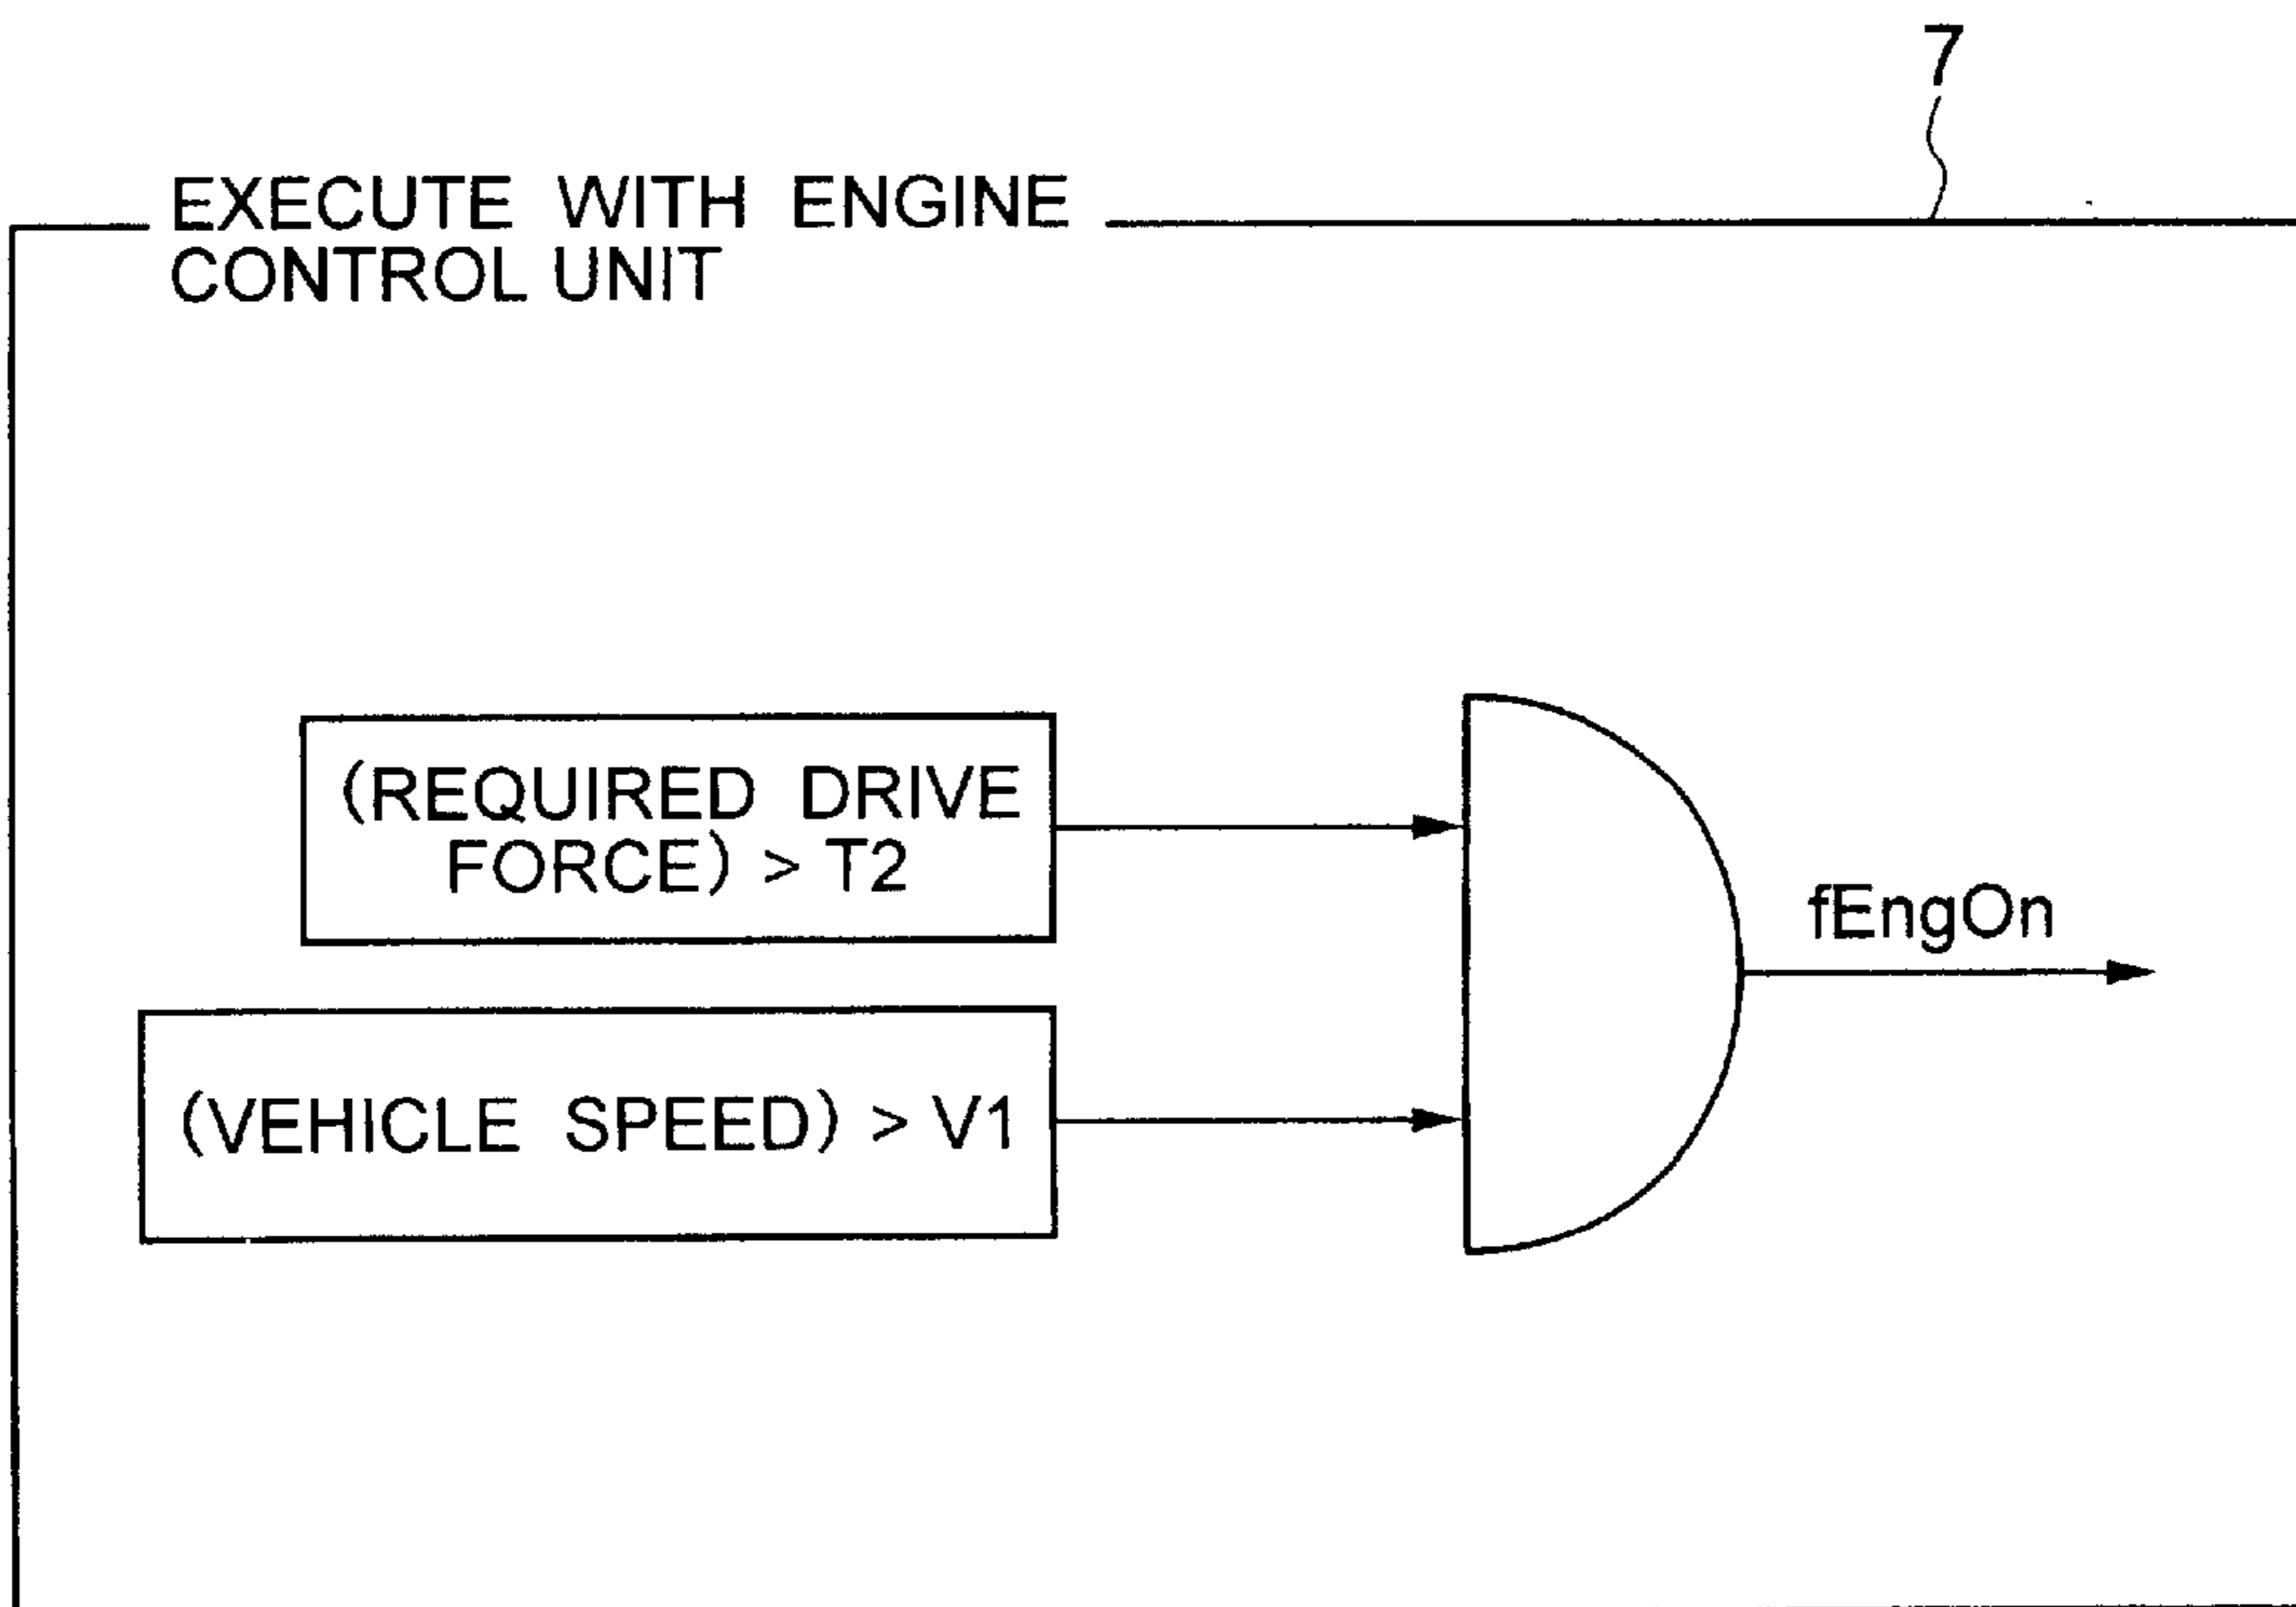 7
EXECUTE WITH ENGINE
CONTROL UNIT
(REQUIRED DRIVE
FORCE) > T2
fEngOn
(VEHICLE SPEED) > V1